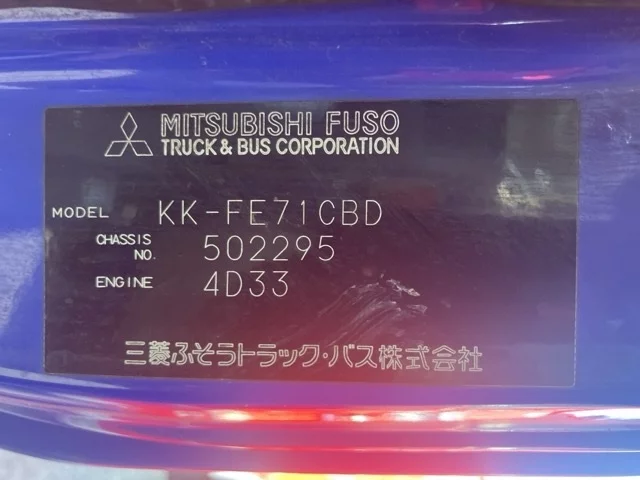 MITSUBISHI FUSO
TRUCK & BUS CORPORATION
MODEL KK-FE71CBD
CHASSIS NO. 502295
ENGINE 4D33
三菱ふそうトラック・バス株式会社